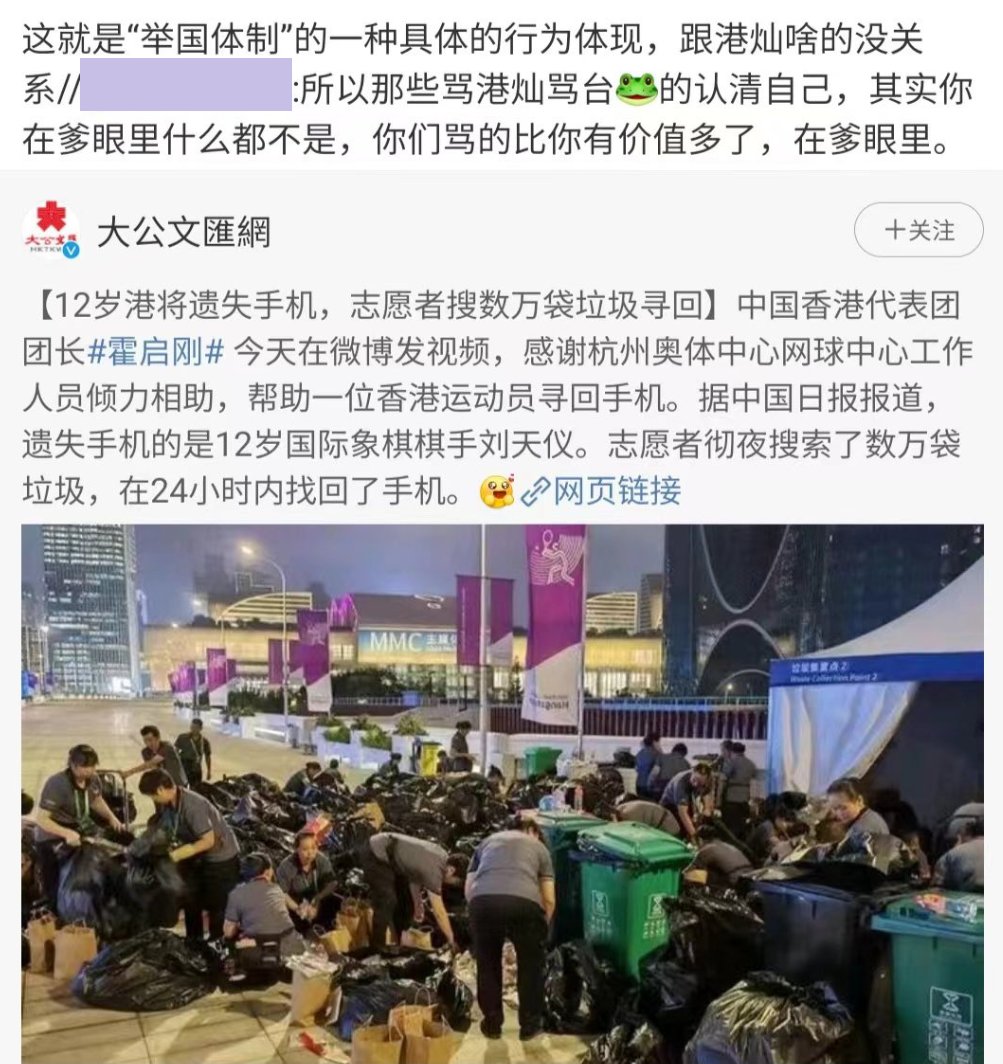 这就是“举国体制”的一种具体的行为体现，跟港灿啥的没关
系//:所以那些骂港灿骂台🐸的认清自己，其实你
在爹眼里什么都不是，你们骂的比你有价值多了，在爹眼里。
大公文匯網
十关注
【12岁港将遗失手机，志愿者搜数万袋垃圾寻回】中国香港代表团
团长#霍启刚# 今天在微博发视频，感谢杭州奥体中心网球中心工作
人员倾力相助，帮助一位香港运动员寻回手机。据中国日报报道，
遗失手机的是12岁国际象棋棋手刘天仪。志愿者彻夜搜索了数万袋
垃圾，在24小时内找回了手机。🥰网页链接
MMC
垃圾集置点 2
Waste Collection Point 2